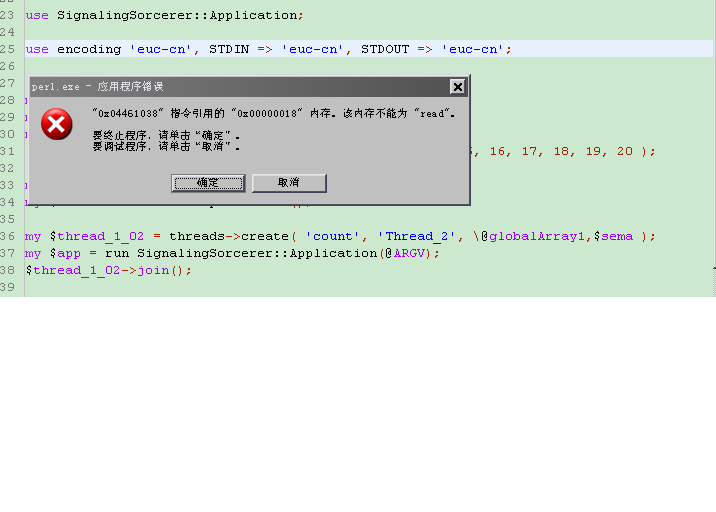 23 use SignalingSorcerer::Application;
24
25 use encoding 'euc-cn', STDIN => 'euc-cn', STDOUT => 'euc-cn';
26
27
perl.exe - 应用程序错误
28
"0x04461038" 指令引用的 "0x00000018" 内存。该内存不能为 "read"。
29
30
要终止程序，请单击“确定”。
要调试程序，请单击“取消”。
31 16, 17, 18, 19, 20 );
32
确定 取消
33
34
35
36 my $thread_1_02 = threads->create( 'count', 'Thread_2', \@globalArray1,$sema );
37 my $app = run SignalingSorcerer::Application(@ARGV);
38 $thread_1_02->join();
39